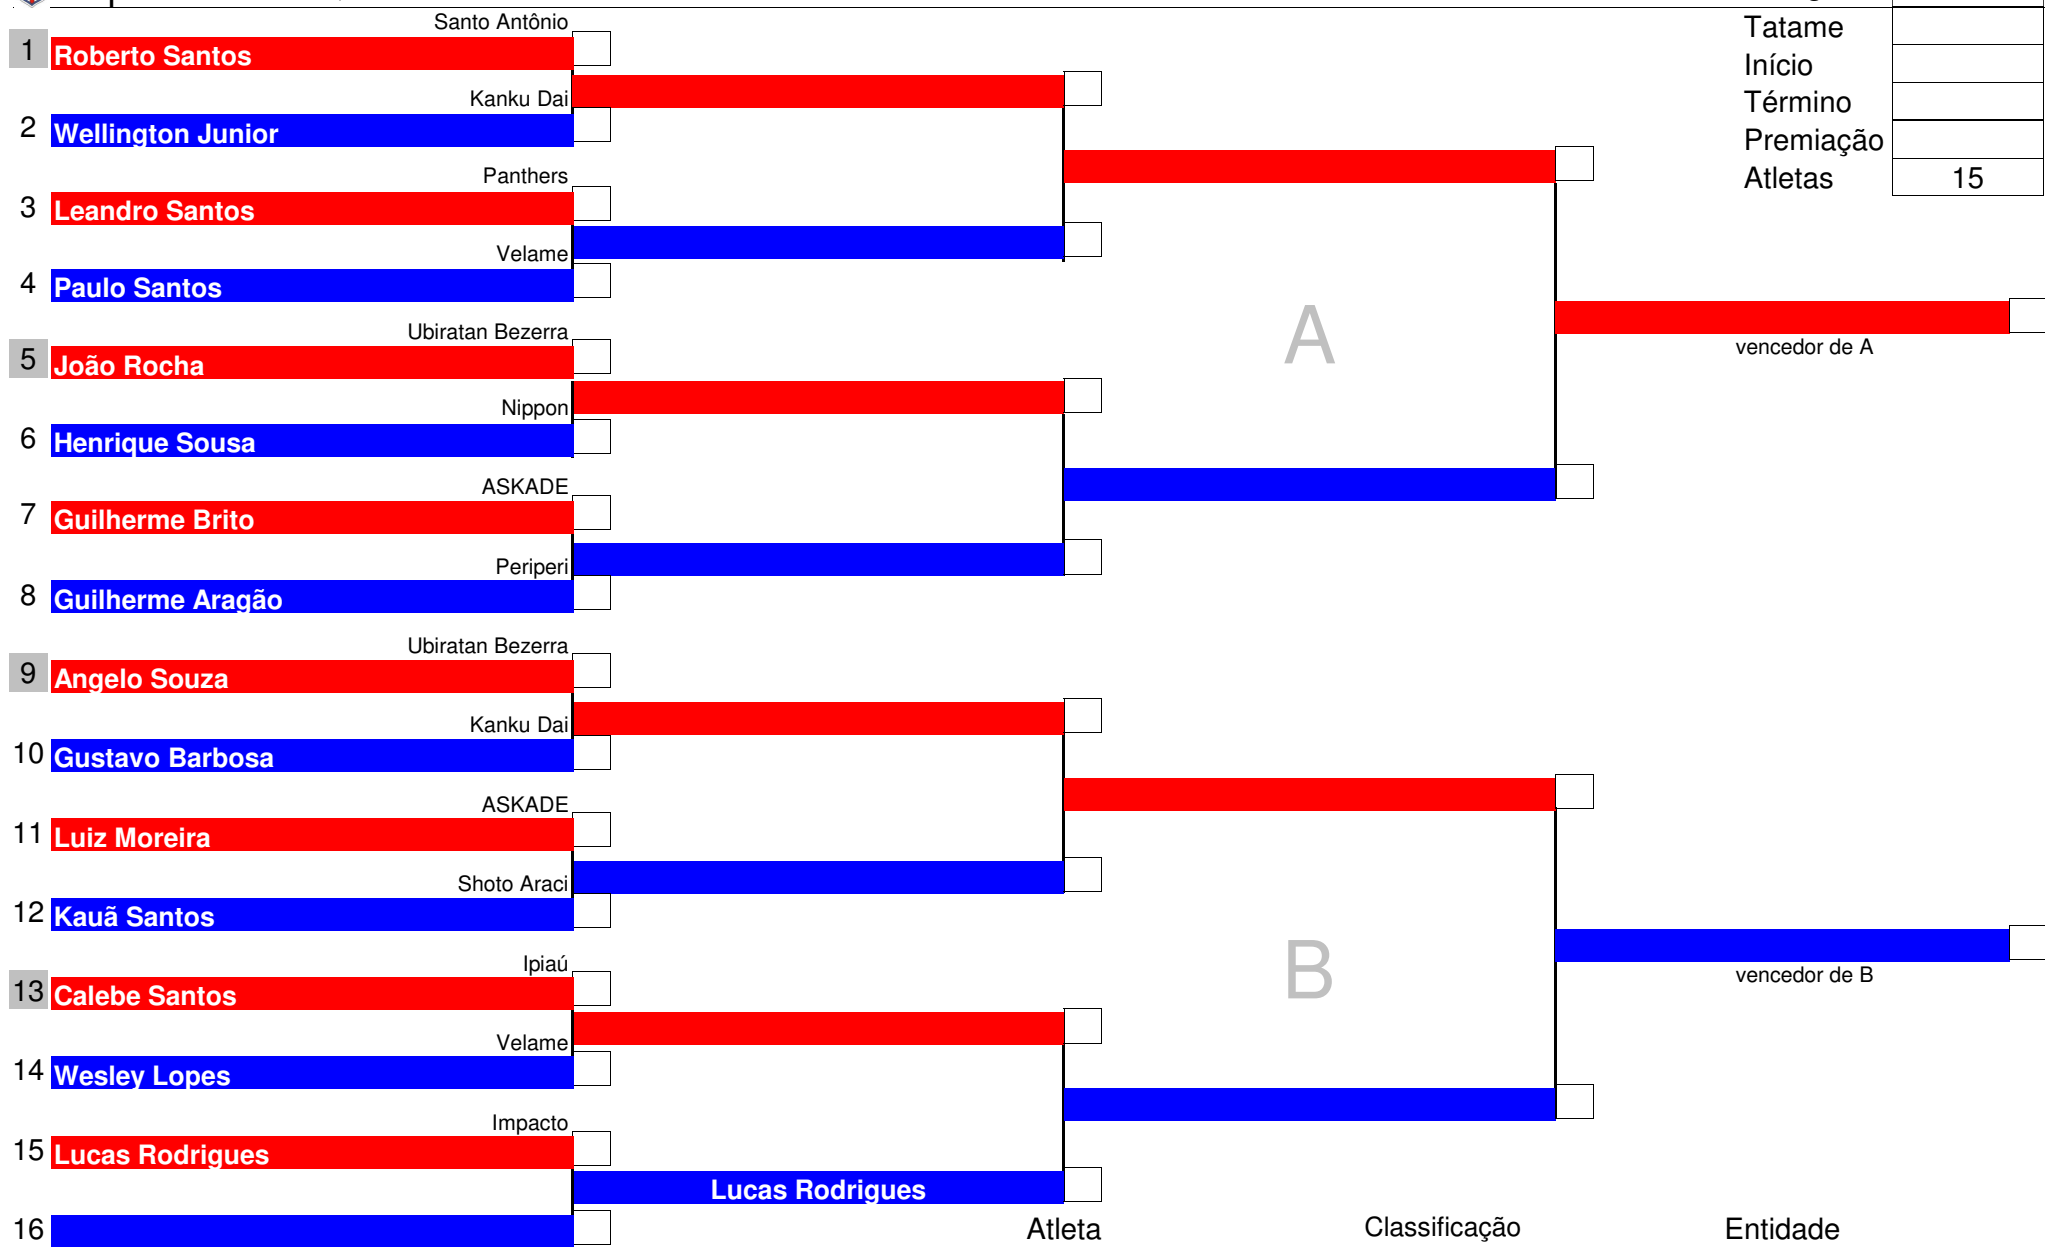 Santo Antônio
1 Roberto Santos
Kanku Dai
2 Wellington Junior
Panthers
3 Leandro Santos
Velame
4 Paulo Santos
Ubiratan Bezerra
5 João Rocha
Nippon
6 Henrique Sousa
ASKADE
7 Guilherme Brito
Periperi
8 Guilherme Aragão
Ubiratan Bezerra
9 Angelo Souza
Kanku Dai
10 Gustavo Barbosa
ASKADE
11 Luiz Moreira
Shoto Araci
12 Kauã Santos
Ipiaú
13 Calebe Santos
Velame
14 Wesley Lopes
Impacto
15 Lucas Rodrigues
16
Lucas Rodrigues
A
B
vencedor de A
vencedor de B
Tatame
Início
Término
Premiação
Atletas 15
Atleta Classificação Entidade